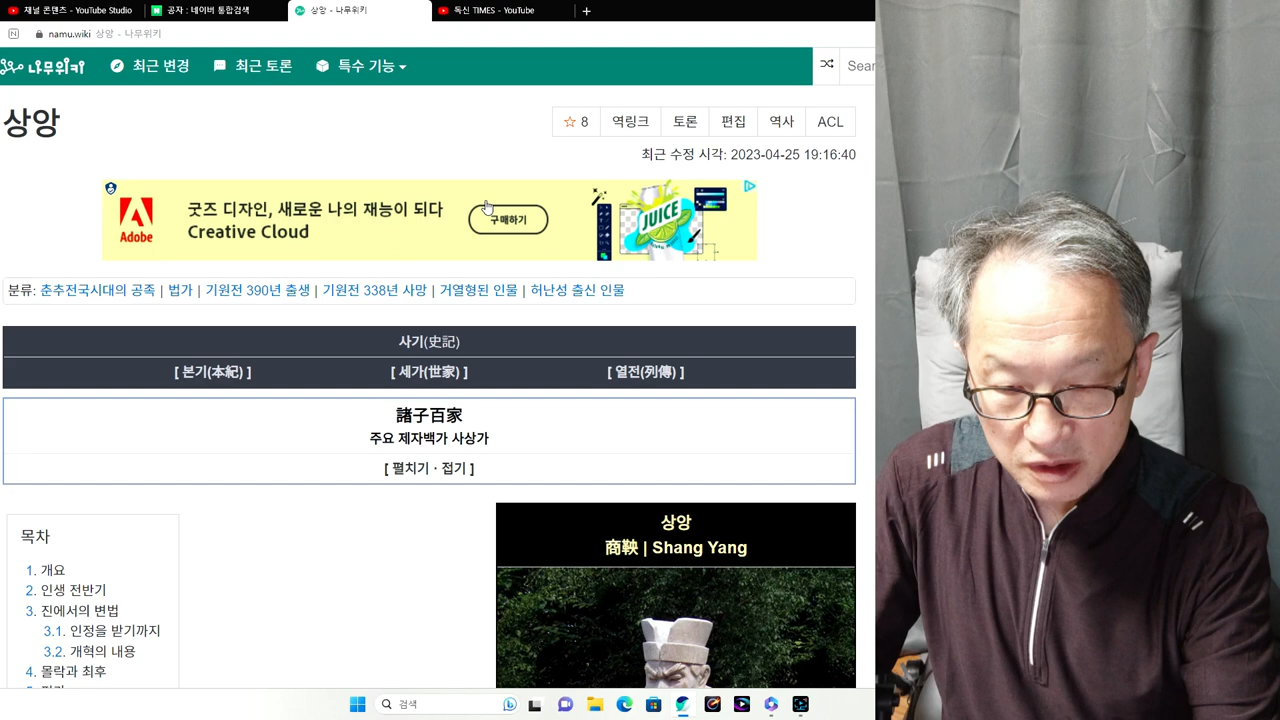 채널 콘텐츠 - YouTube Studio
공자 : 네이버 통합검색
상앙 - 나무위키
독신 TIMES - YouTube
namu.wiki 상앙 - 나무위키
나무위키
최근 변경
최근 토론
특수 기능
Sear
상앙
8
역링크
토론
편집
역사
ACL
최근 수정 시각: 2023-04-25 19:16:40
Adobe
굿즈 디자인, 새로운 나의 재능이 되다
Creative Cloud
구매하기
JUICE
분류: 춘추전국시대의 공족 | 법가 | 기원전 390년 출생 | 기원전 338년 사망 | 거열형된 인물 | 허난성 출신 인물
사기(史記)
[ 본기(本紀) ]
[ 세가(世家) ]
[ 열전(列傳) ]
諸子百家
주요 제자백가 사상가
[ 펼치기 · 접기 ]
목차
1. 개요
2. 인생 전반기
3. 진에서의 변법
3.1. 인정을 받기까지
3.2. 개혁의 내용
4. 몰락과 최후
상앙
商鞅 | Shang Yang
검색